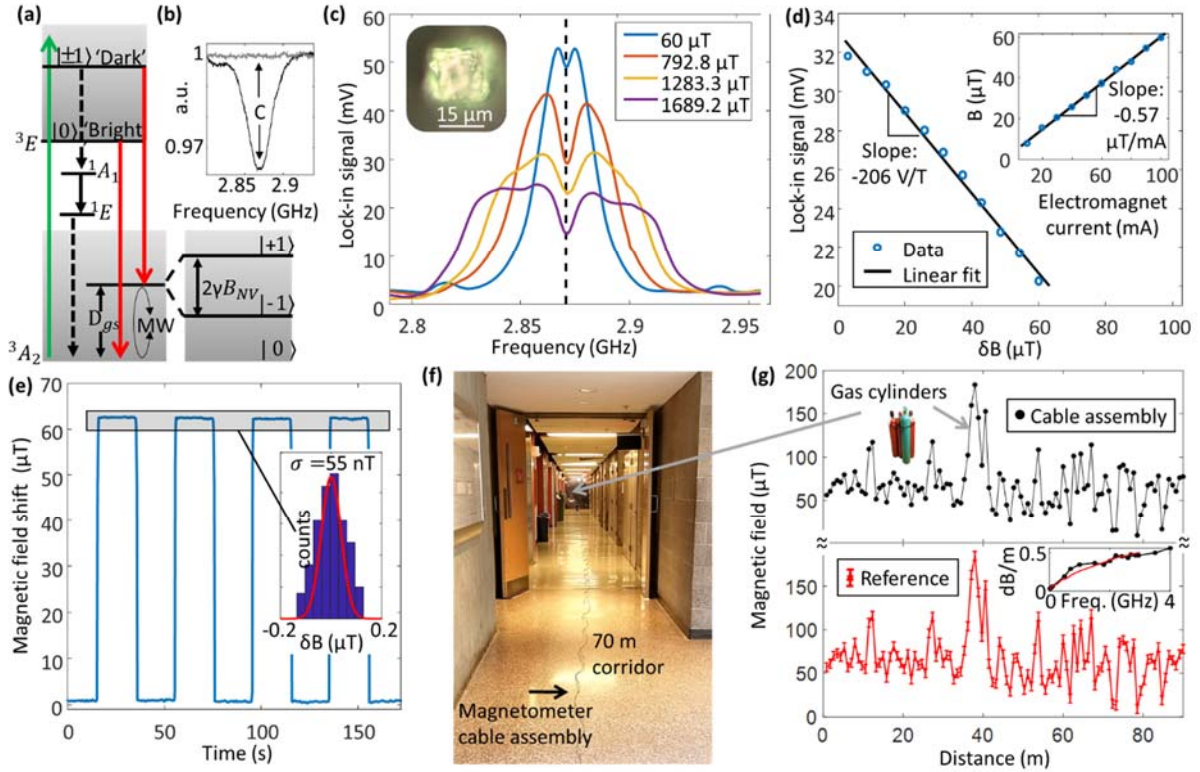 (a)
|±1⟩ 'Dark'
|0⟩ 'Bright'
³E
¹A₁
¹E
|+1⟩
2γB_NV
|-1⟩
D_gs
MW
³A₂
| 0⟩
(b)
1
a.u.
C
0.97
2.85 2.9
Frequency (GHz)
(c)
60
50
40
30
20
10
0
Lock-in signal (mV)
15 μm
60 μT
792.8 μT
1283.3 μT
1689.2 μT
2.8 2.85 2.9 2.95
Frequency (GHz)
(d)
34
32
30
28
26
24
22
20
Lock-in signal (mV)
Slope:
-206 V/T
Data
Linear fit
0 20 40 60 80 100
δB (μT)
60
40
20
0
B (μT)
Slope:
-0.57
μT/mA
20 60 100
Electromagnet
current (mA)
(e)
70
60
50
40
30
20
10
0
Magnetic field shift (μT)
σ =55 nT
counts
-0.2 0.2
δB (μT)
0 50 100 150
Time (s)
(f)
70 m
corridor
Magnetometer
cable assembly
(g)
200
150
100
50
Gas cylinders
Cable assembly
≈ ≈
Magnetic field (μT)
150
100
50
0
Reference
0.5
0
dB/m
0 Freq. (GHz) 4
0 20 40 60 80
Distance (m)